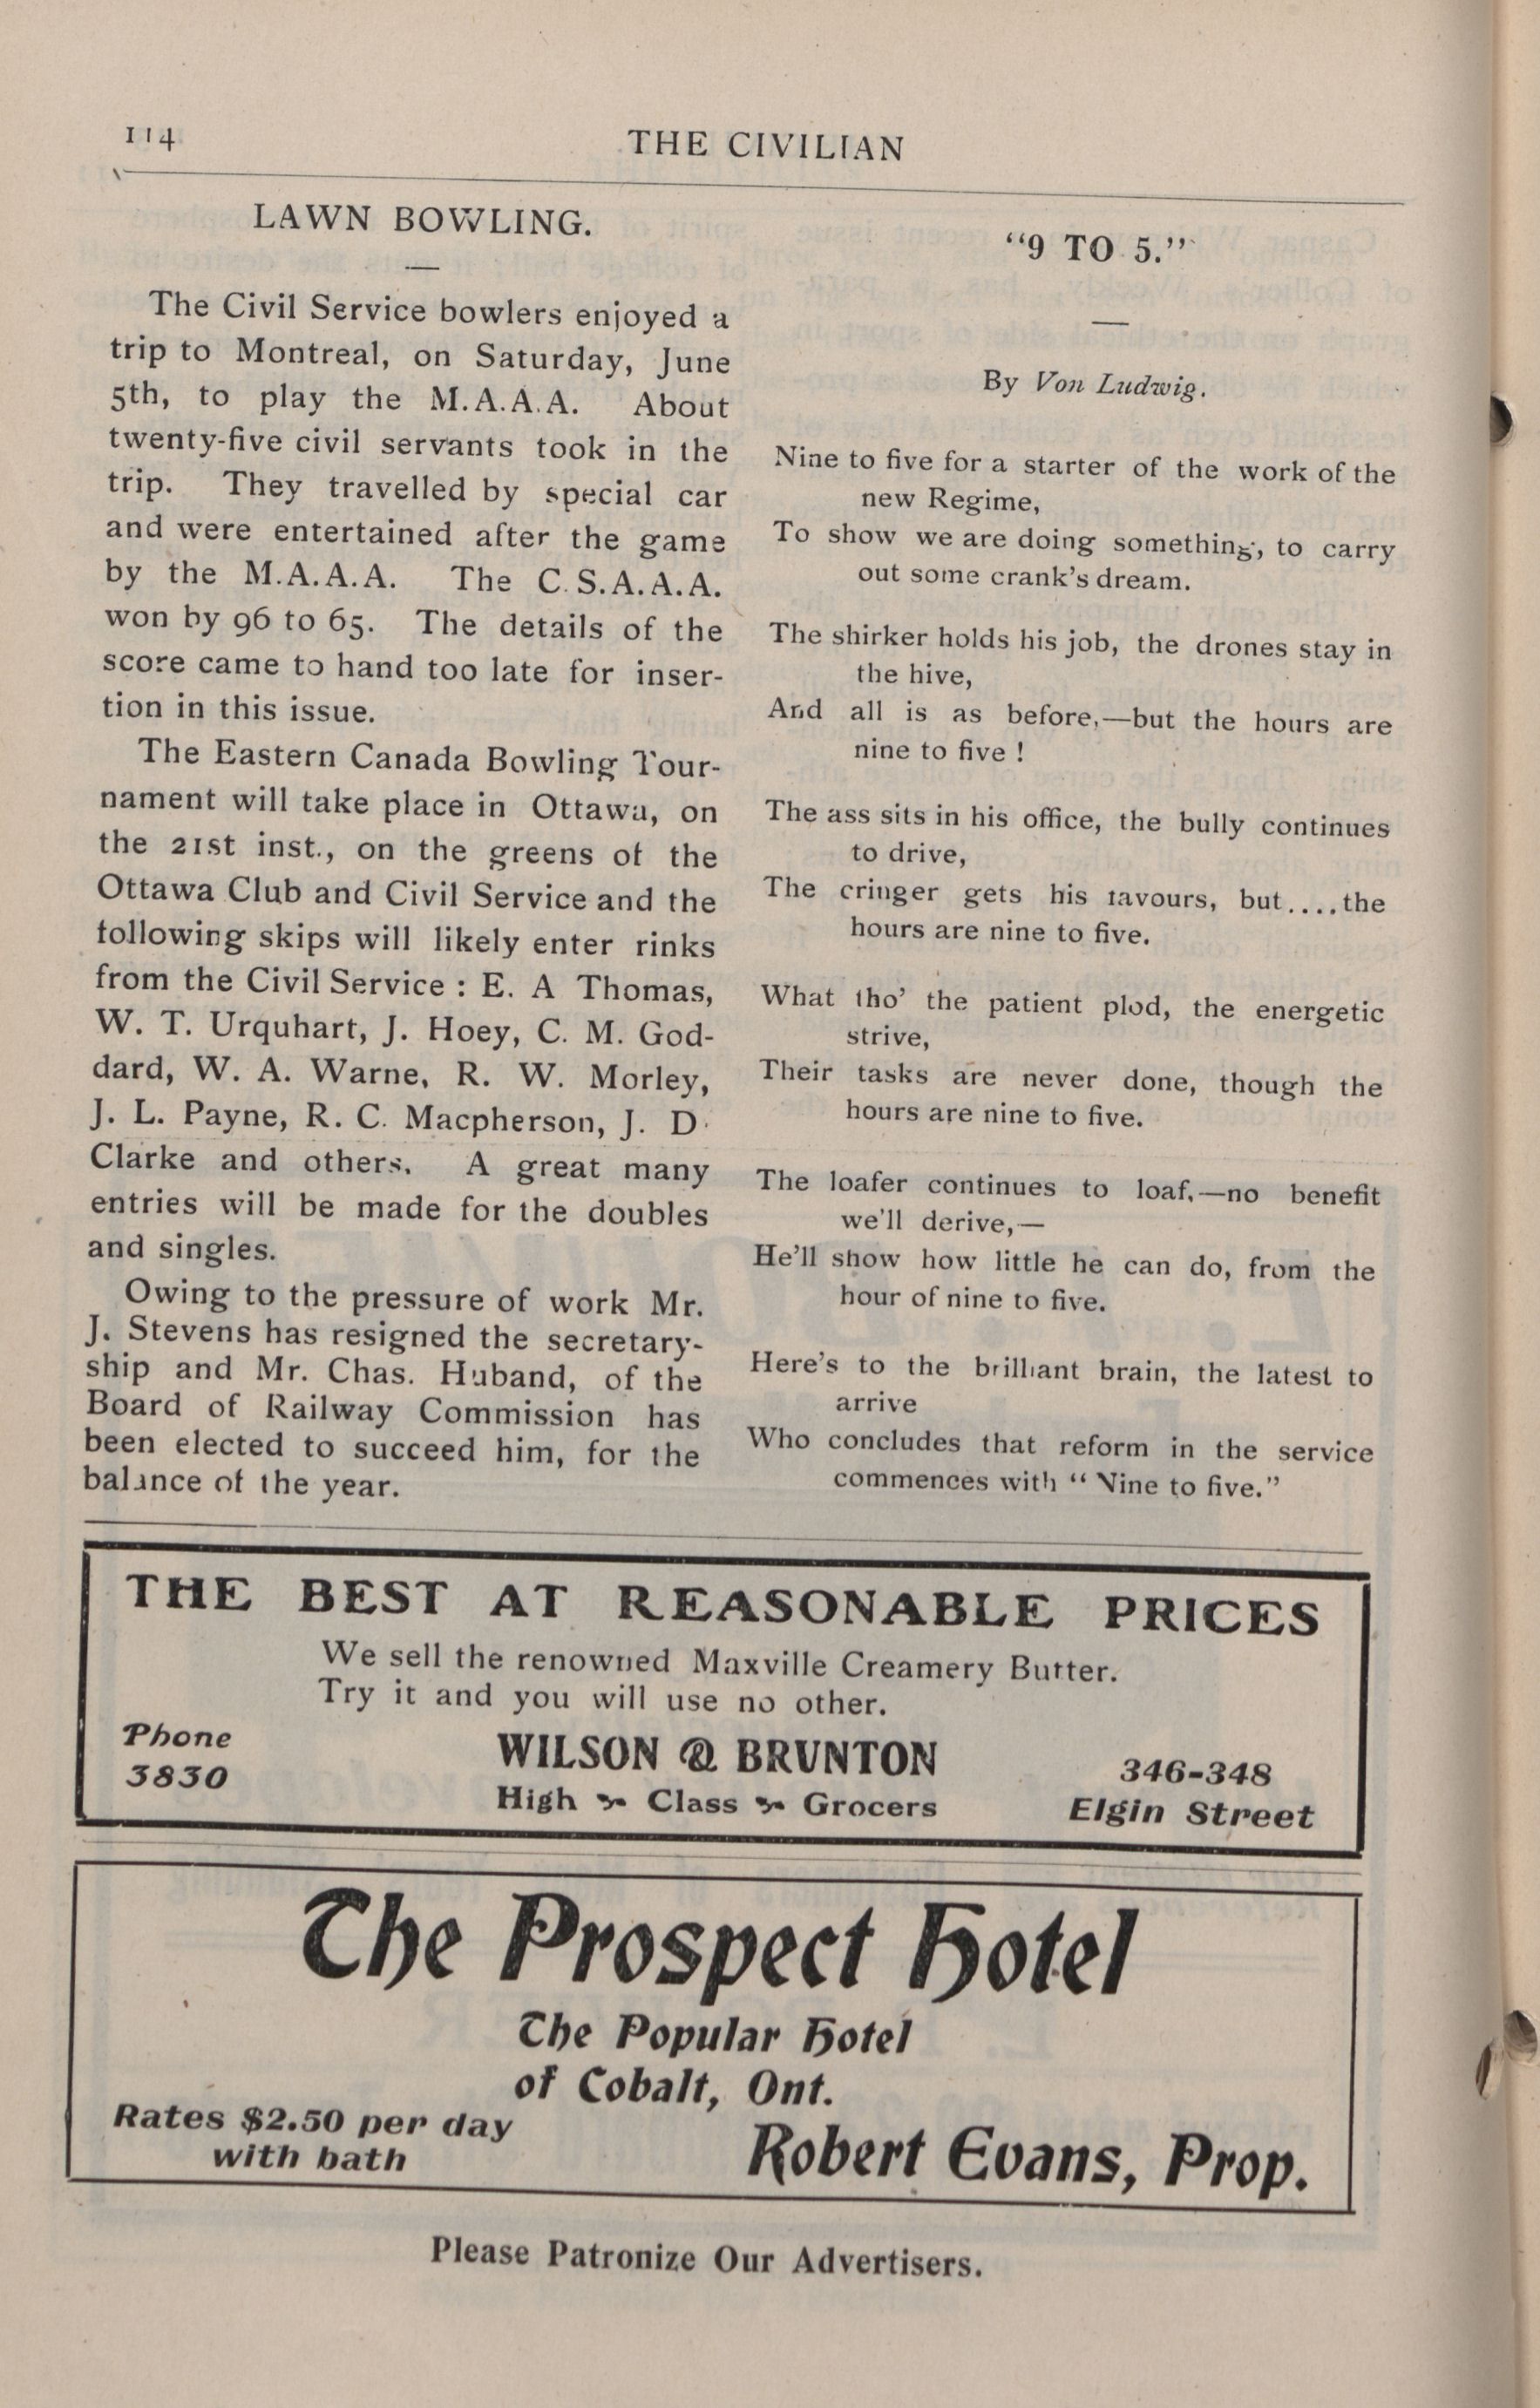 114
THE CIVILIAN
LAWN BOWLING.
The Civil Service bowlers enjoyed a
trip to Montreal, on Saturday, June
5th, to play the M.A.A.A. About
twenty-five civil servants took in the
trip. They travelled by special car
and were entertained after the game
by the M.A.A.A. The C.S.A.A.A.
won by 96 to 65. The details of the
score came to hand too late for inser-
tion in this issue.
The Eastern Canada Bowling Tour-
nament will take place in Ottawa, on
the 21st inst., on the greens of the
Ottawa Club and Civil Service and the
following skips will likely enter rinks
from the Civil Service : E. A Thomas,
W. T. Urquhart, J. Hoey, C. M. God-
dard, W. A. Warne, R. W. Morley,
J. L. Payne, R. C. Macpherson, J. D.
Clarke and others. A great many
entries will be made for the doubles
and singles.
Owing to the pressure of work Mr.
J. Stevens has resigned the secretary-
ship and Mr. Chas. Huband, of the
Board of Railway Commission has
been elected to succeed him, for the
balance of the year.
"9 TO 5."
By Von Ludwig.
Nine to five for a starter of the work of the
new Regime,
To show we are doing something, to carry
out some crank's dream.
The shirker holds his job, the drones stay in
the hive,
And all is as before,—but the hours are
nine to five !
The ass sits in his office, the bully continues
to drive,
The cringer gets his favours, but....the
hours are nine to five.
What tho' the patient plod, the energetic
strive,
Their tasks are never done, though the
hours are nine to five.
The loafer continues to loaf,—no benefit
we'll derive,—
He'll show how little he can do, from the
hour of nine to five.
Here's to the brilliant brain, the latest to
arrive
Who concludes that reform in the service
commences with "Nine to five."
THE BEST AT REASONABLE PRICES
We sell the renowned Maxville Creamery Butter.
Try it and you will use no other.
Phone
3830
WILSON & BRUNTON
High Class Grocers
346-348
Elgin Street
The Prospect Hotel
The Popular Hotel
of Cobalt, Ont.
Rates $2.50 per day
with bath
Robert Evans, Prop.
Please Patronize Our Advertisers.